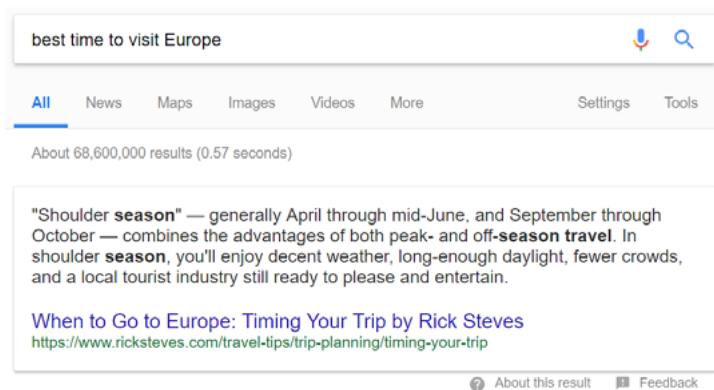 best time to visit Europe
All News Maps Images Videos More Settings Tools
About 68,600,000 results (0.57 seconds)
"Shoulder season" — generally April through mid-June, and September through
October — combines the advantages of both peak- and off-season travel. In
shoulder season, you'll enjoy decent weather, long-enough daylight, fewer crowds,
and a local tourist industry still ready to please and entertain.
When to Go to Europe: Timing Your Trip by Rick Steves
https://www.ricksteves.com/travel-tips/trip-planning/timing-your-trip
About this result Feedback